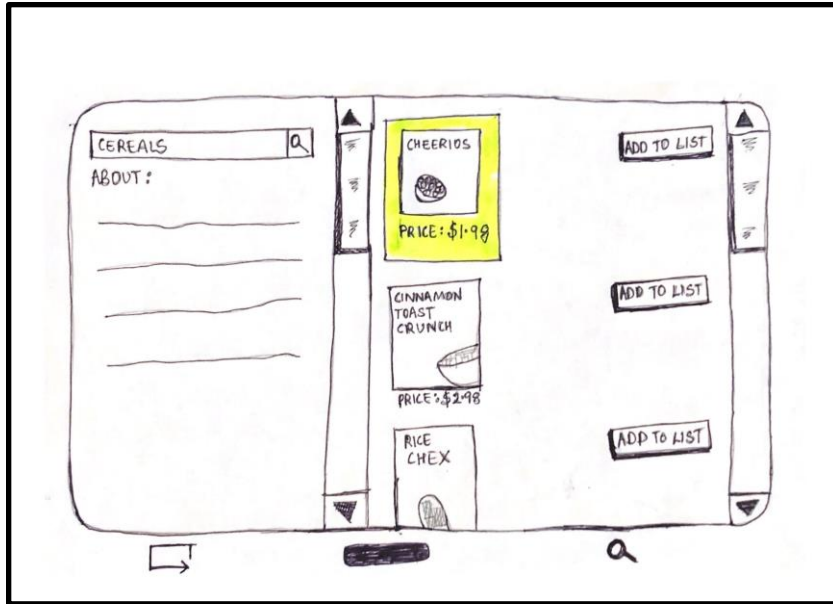 CEREALS
ABOUT:
CHEERIOS
PRICE: $1.98
ADD TO LIST
CINNAMON
TOAST
CRUNCH
PRICE: $2.98
ADD TO LIST
RICE
CHEX
ADD TO LIST